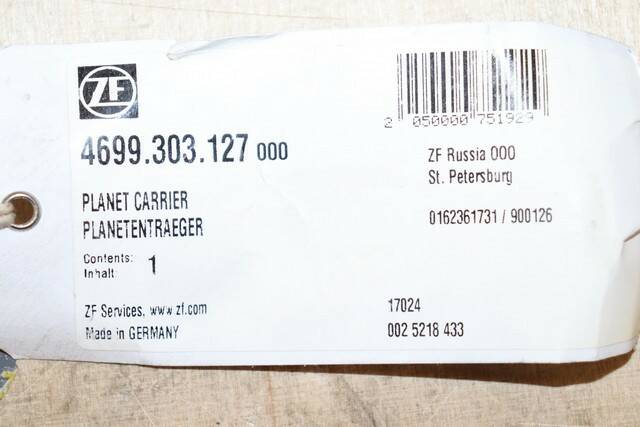 ZF
4699.303.127 000
PLANET CARRIER
PLANETENTRAEGER
Contents:
Inhalt: 1
ZF Services, www.zf.com
Made in GERMANY
2 050000 751929
ZF Russia OOO
St. Petersburg
0162361731 / 900126
17024
002 5218 433